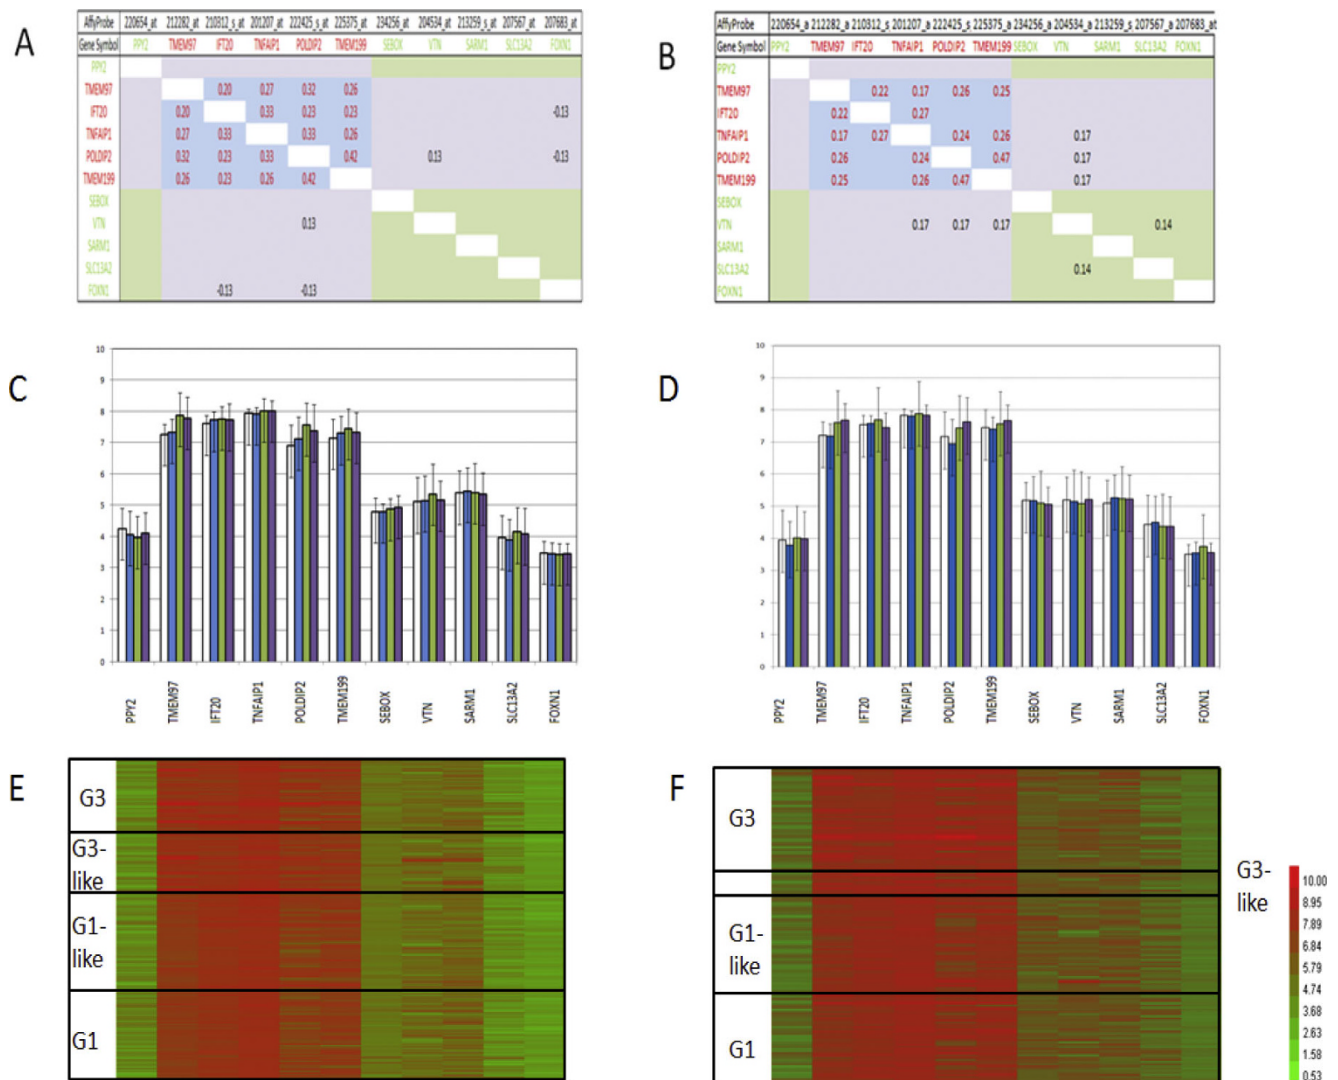 A
AffyProbe 220654_at 212282_at 210312_s_at 201207_at 222425_s_at 225375_at 234256_at 204534_at 213259_s_at 207567_at 207683_at
Gene Symbol PPY2 TMEM97 IFT20 TNFAIP1 POLDIP2 TMEM199 SEBOX VTN SARM1 SLC13A2 FOXN1
PPY2
TMEM97 0.20 0.27 0.32 0.26
IFT20 0.20 0.33 0.23 0.23 -0.13
TNFAIP1 0.27 0.33 0.33 0.26
POLDIP2 0.32 0.23 0.33 0.42 0.13 -0.13
TMEM199 0.26 0.23 0.26 0.42
SEBOX
VTN 0.13
SARM1
SLC13A2
FOXN1 -0.13 -0.13
B
AffyProbe 220654_a 212282_a 210312_s 201207_a 222425_s 225375_a 234256_a 204534_a 213259_s 207567_a 207683_at
Gene Symbol PPY2 TMEM97 IFT20 TNFAIP1 POLDIP2 TMEM199 SEBOX VTN SARM1 SLC13A2 FOXN1
PPY2
TMEM97 0.22 0.17 0.26 0.25
IFT20 0.22 0.27
TNFAIP1 0.17 0.27 0.24 0.26 0.17
POLDIP2 0.26 0.24 0.47 0.17
TMEM199 0.25 0.26 0.47 0.17
SEBOX
VTN 0.17 0.17 0.17 0.14
SARM1
SLC13A2 0.14
FOXN1
C
10
9
8
7
6
5
4
3
2
1
0
PPY2 TMEM97 IFT20 TNFAIP1 POLDIP2 TMEM199 SEBOX VTN SARM1 SLC13A2 FOXN1
D
10
9
8
7
6
5
4
3
2
1
0
PPY2 TMEM97 IFT20 TNFAIP1 POLDIP2 TMEM199 SEBOX VTN SARM1 SLC13A2 FOXN1
E
G3
G3-
like
G1-
like
G1
F
G3
G1-
like
G1
G3-
like
10.00
8.95
7.89
6.84
5.79
4.74
3.68
2.63
1.58
0.53